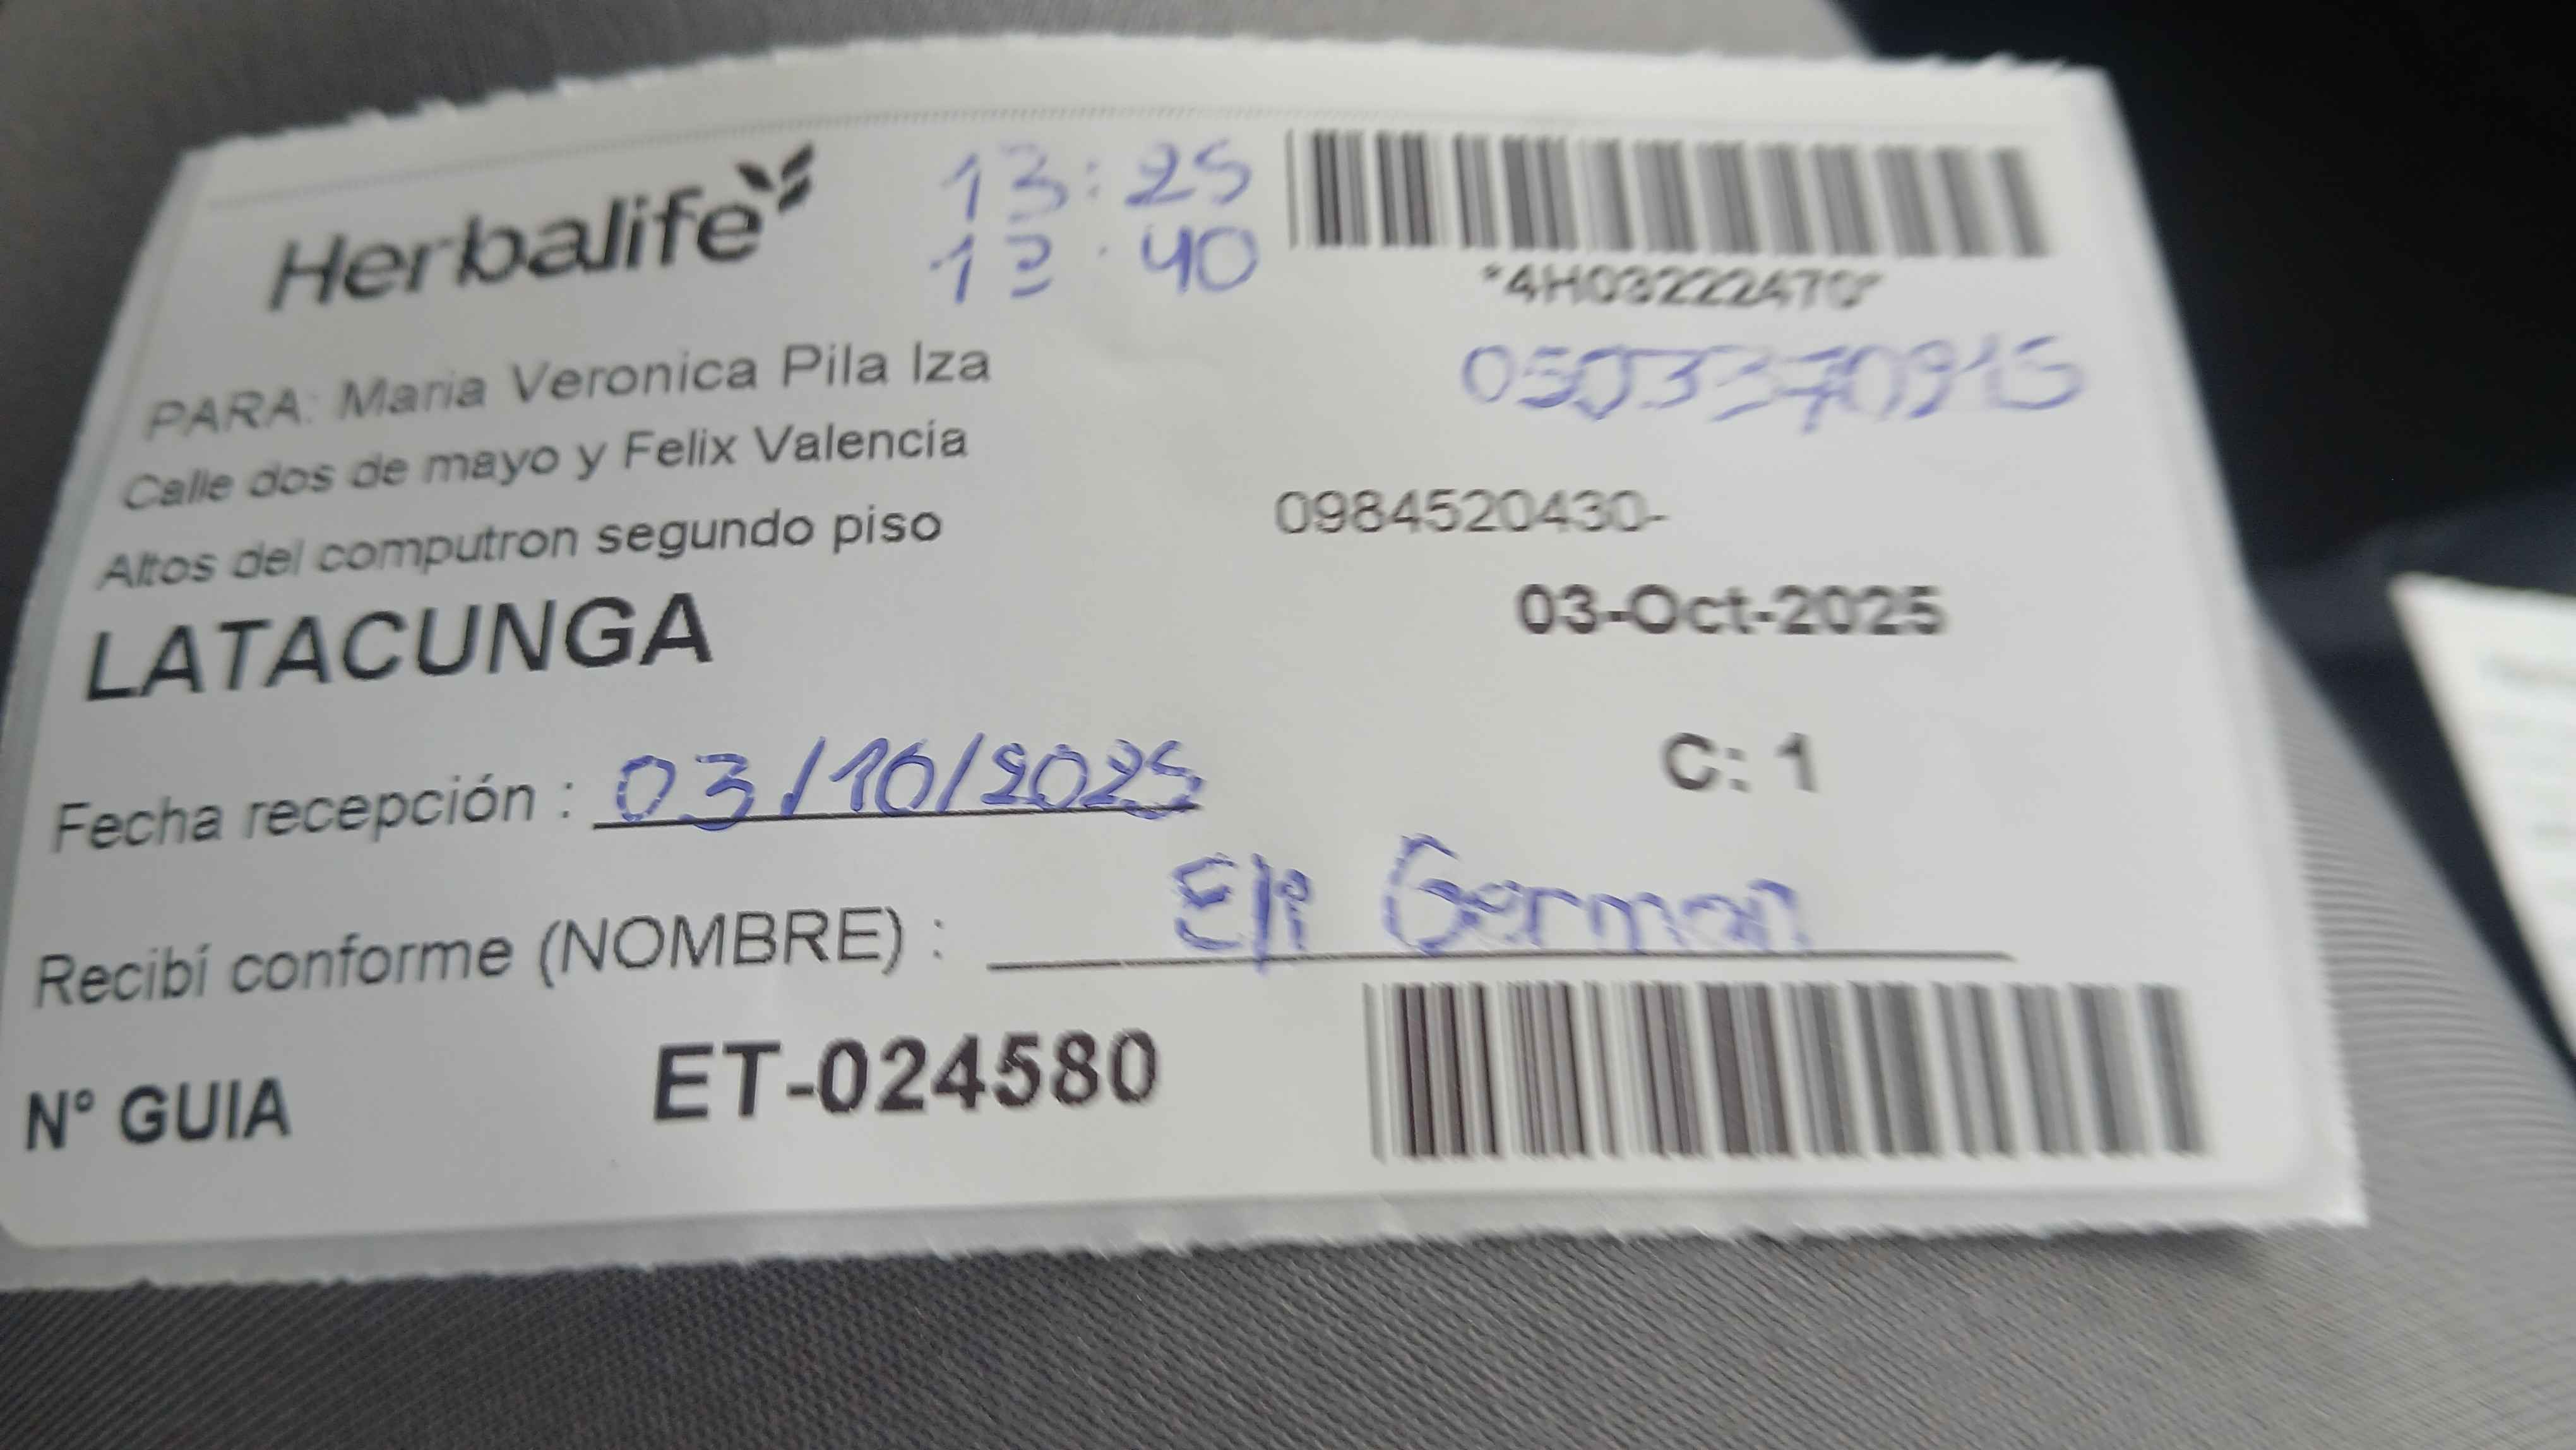 Herbalife
13:25
13:40
*4H03222470*
PARA: Maria Veronica Pila Iza
0503370915
Calle dos de mayo y Felix Valencia
Altos del computron segundo piso
0984520430-
LATACUNGA
03-Oct-2025
Fecha recepción : 03/10/2025
C: 1
Recibí conforme (NOMBRE) : Eli German
N° GUIA ET-024580